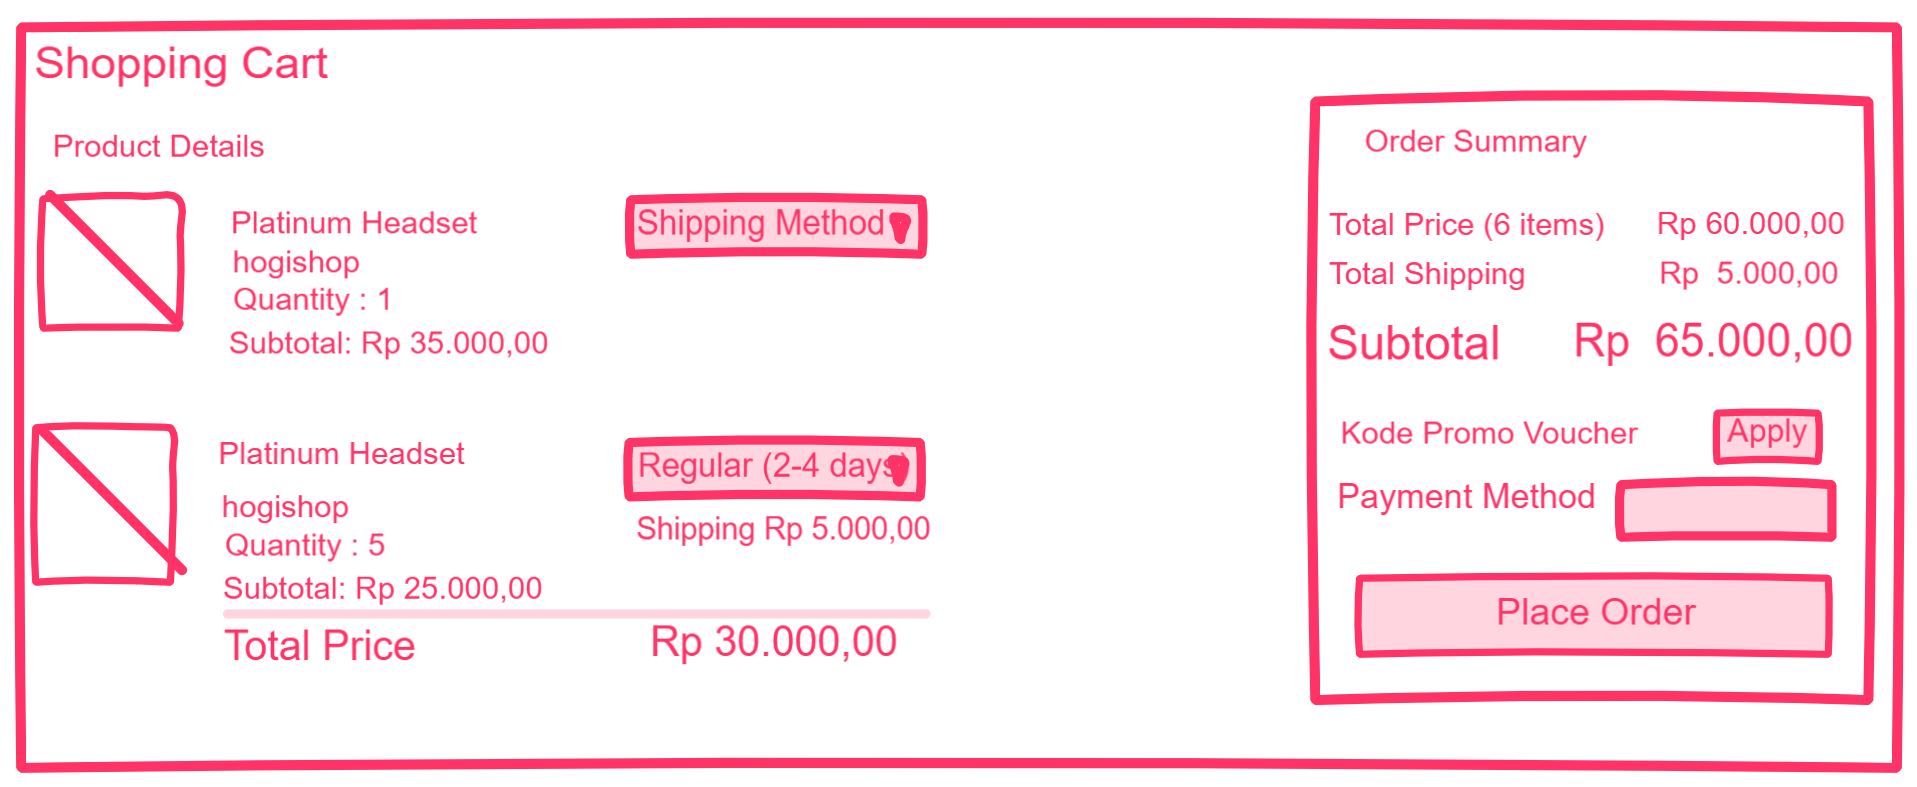 Shopping Cart
Product Details
Platinum Headset
hogishop
Quantity : 1
Subtotal: Rp 35.000,00
Shipping Method
Platinum Headset
hogishop
Quantity : 5
Subtotal: Rp 25.000,00
Regular (2-4 days)
Shipping Rp 5.000,00
Total Price Rp 30.000,00
Order Summary
Total Price (6 items) Rp 60.000,00
Total Shipping Rp 5.000,00
Subtotal Rp 65.000,00
Kode Promo Voucher Apply
Payment Method
Place Order